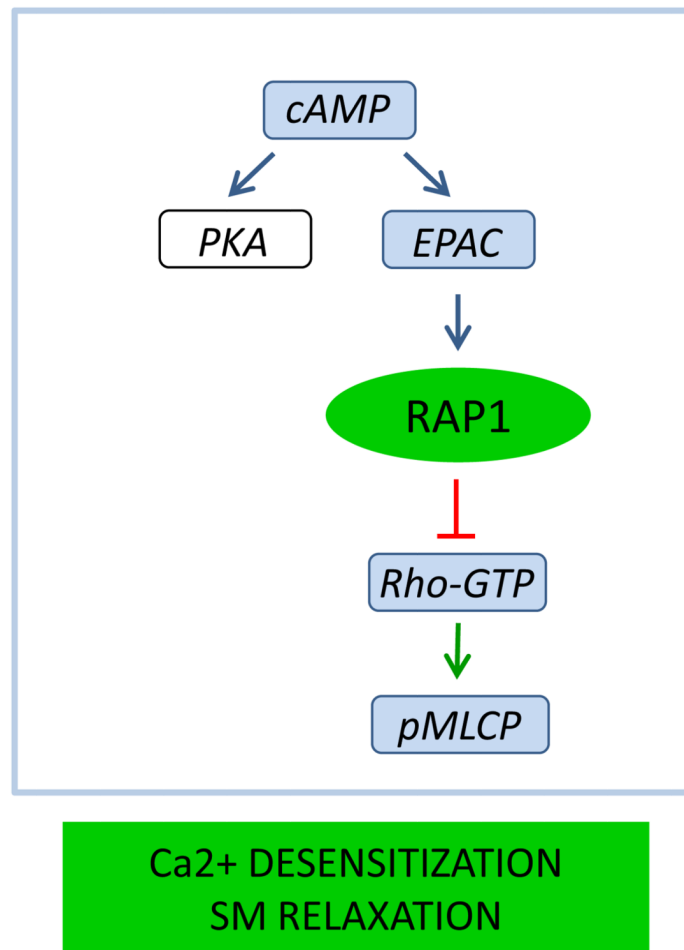 cAMP
PKA
EPAC
RAP1
Rho-GTP
pMLCP
Ca2+ DESENSITIZATION
SM RELAXATION